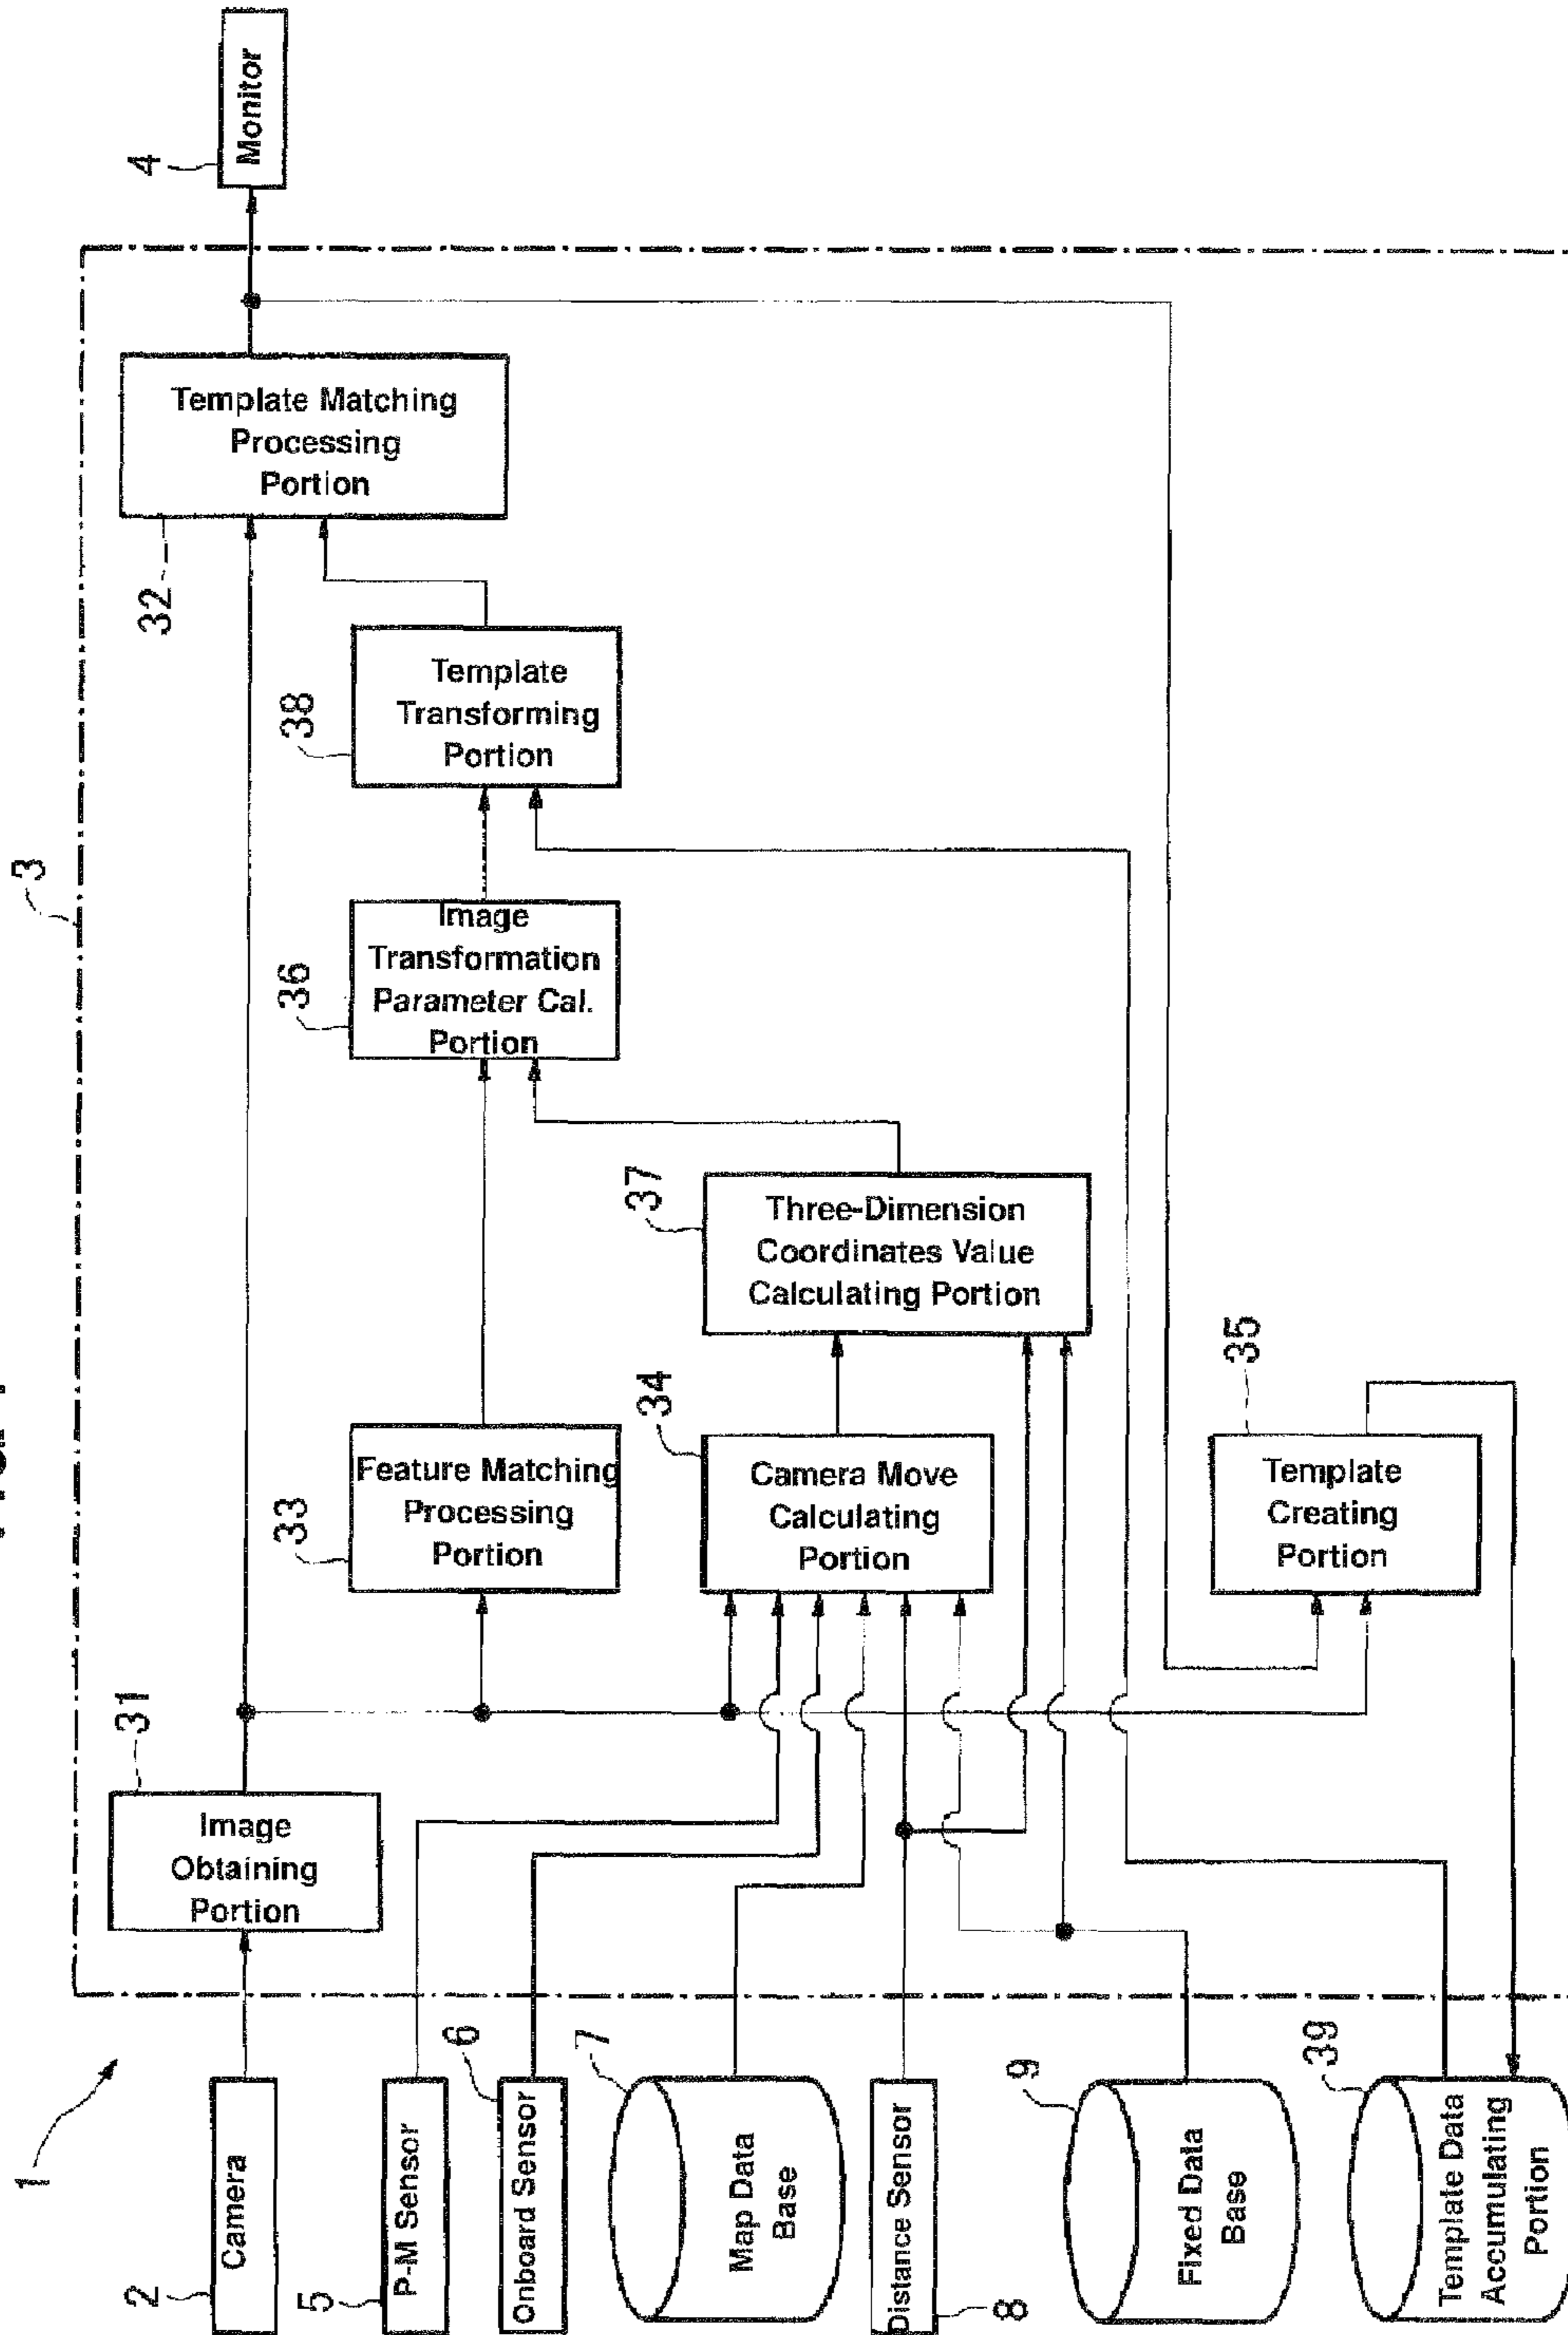 1
3
2
Camera
31
Image
Obtaining
Portion
32
Template Matching
Processing
Portion
4
Monitor
5
P-M Sensor
6
Onboard Sensor
33
Feature Matching
Processing
Portion
36
Image
Transformation
Parameter Cal.
Portion
38
Template
Transforming
Portion
7
Map Data
Base
8
Distance Sensor
34
Camera Move
Calculating
Portion
37
Three-Dimension
Coordinates Value
Calculating Portion
9
Fixed Data
Base
39
Template Data
Accumulating
Portion
35
Template
Creating
Portion